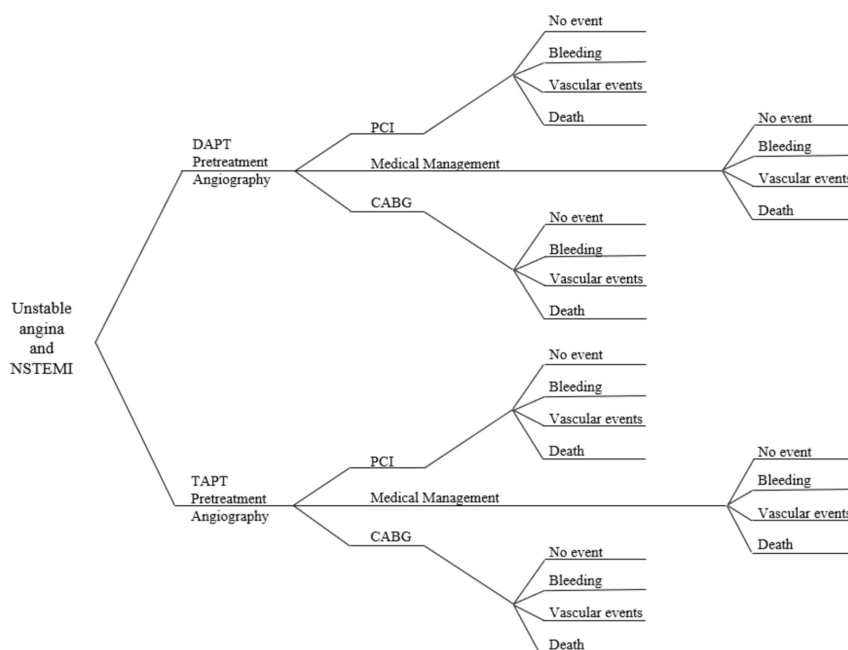 No event
Bleeding
Vascular events
Death
PCI
DAPT
Pretreatment
Angiography
Medical Management
No event
Bleeding
Vascular events
Death
CABG
No event
Bleeding
Vascular events
Death
Unstable
angina
and
NSTEMI
No event
Bleeding
Vascular events
Death
PCI
TAPT
Pretreatment
Angiography
Medical Management
No event
Bleeding
Vascular events
Death
CABG
No event
Bleeding
Vascular events
Death